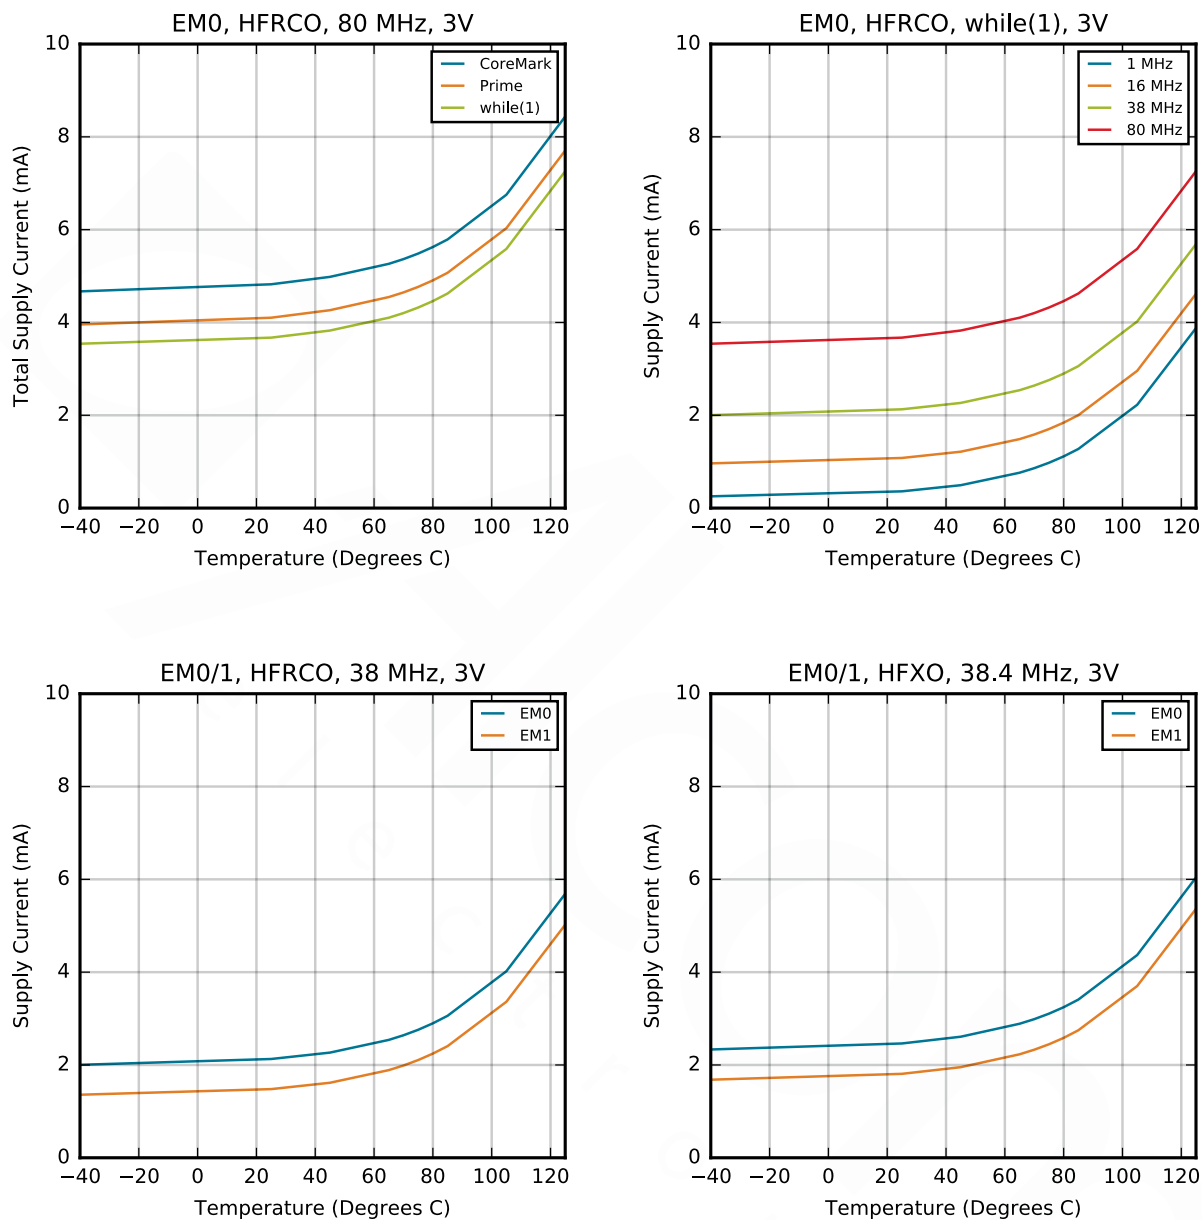 EM0, HFRCO, 80 MHz, 3V
Total Supply Current (mA)
10
8
6
4
2
0
CoreMark
Prime
while(1)
−40 −20 0 20 40 60 80 100 120
Temperature (Degrees C)
EM0, HFRCO, while(1), 3V
Supply Current (mA)
10
8
6
4
2
0
1 MHz
16 MHz
38 MHz
80 MHz
−40 −20 0 20 40 60 80 100 120
Temperature (Degrees C)
EM0/1, HFRCO, 38 MHz, 3V
Supply Current (mA)
10
8
6
4
2
0
EM0
EM1
−40 −20 0 20 40 60 80 100 120
Temperature (Degrees C)
EM0/1, HFXO, 38.4 MHz, 3V
Supply Current (mA)
10
8
6
4
2
0
EM0
EM1
−40 −20 0 20 40 60 80 100 120
Temperature (Degrees C)